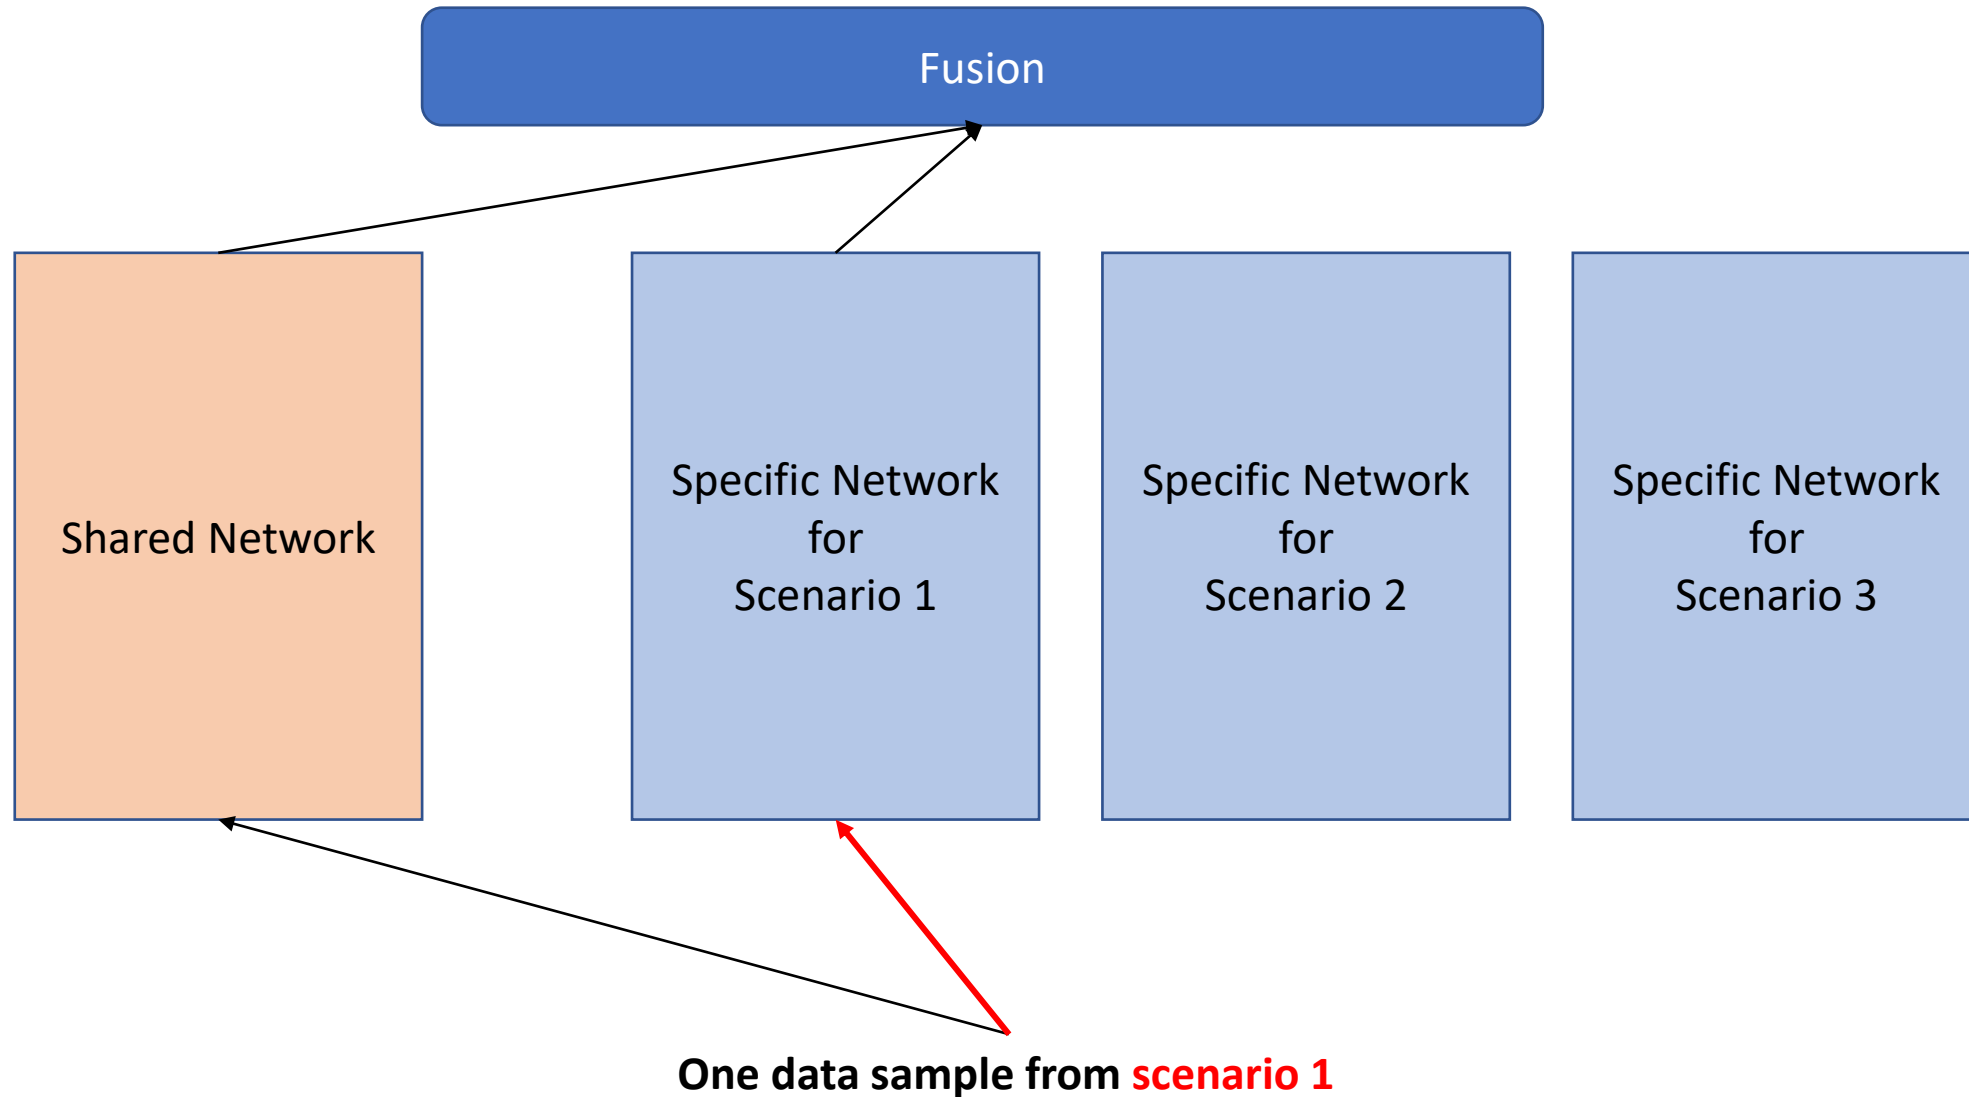 Fusion
Shared Network
Specific Network
for
Scenario 1
Specific Network
for
Scenario 2
Specific Network
for
Scenario 3
One data sample from scenario 1